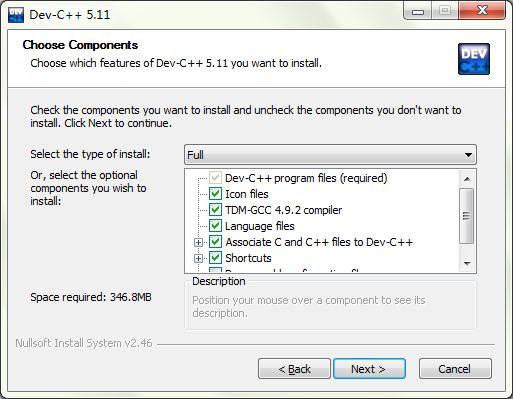 Dev-C++ 5.11
Choose Components
Choose which features of Dev-C++ 5.11 you want to install.
DEV
C++
Check the components you want to install and uncheck the components you don't want to
install. Click Next to continue.
Select the type of install:
Full
Or, select the optional
components you wish to
install:
Dev-C++ program files (required)
Icon files
TDM-GCC 4.9.2 compiler
Language files
Associate C and C++ files to Dev-C++
Shortcuts
Space required: 346.8MB
Description
Position your mouse over a component to see its
description.
Nullsoft Install System v2.46
< Back
Next >
Cancel